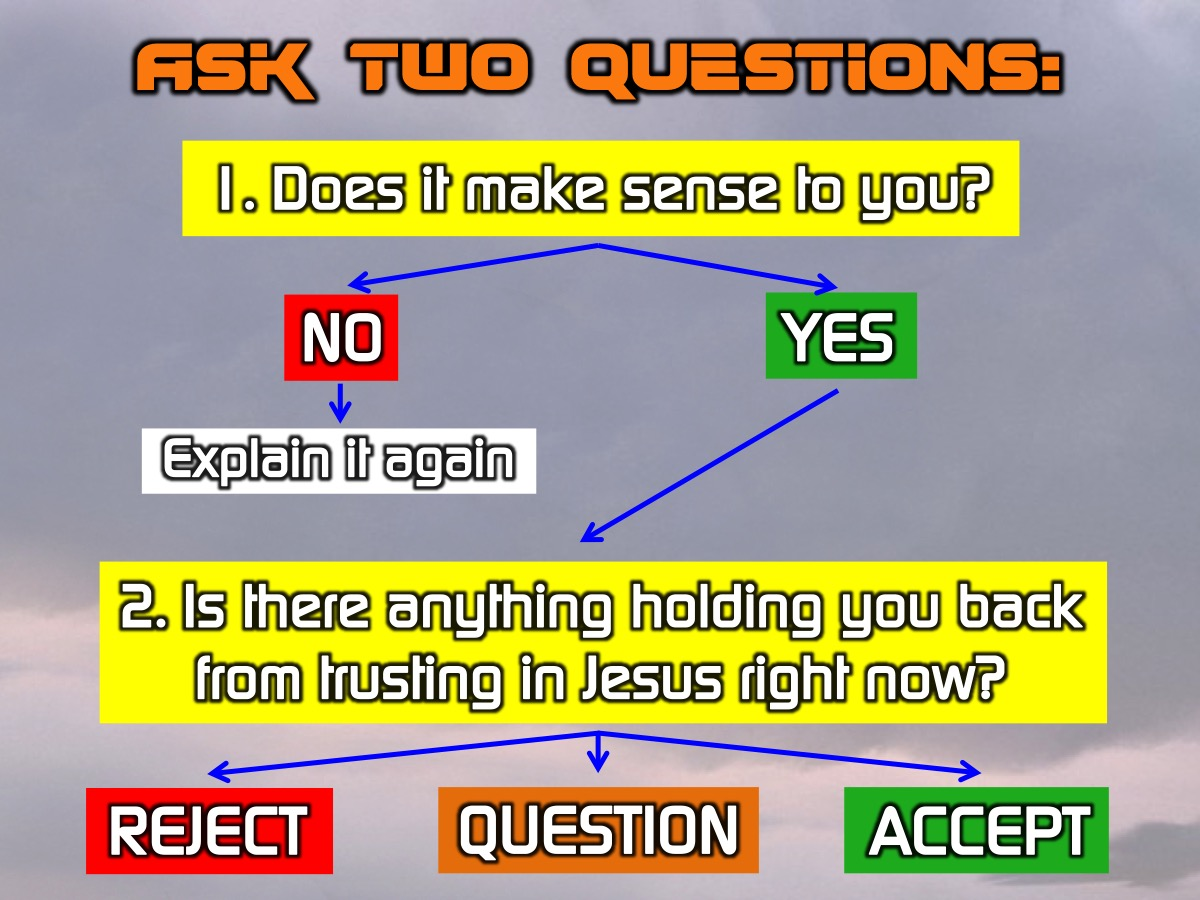 ASK TWO QUESTIONS:
1. Does it make sense to you?
NO
YES
Explain it again
2. Is there anything holding you back
from trusting in Jesus right now?
REJECT
QUESTION
ACCEPT